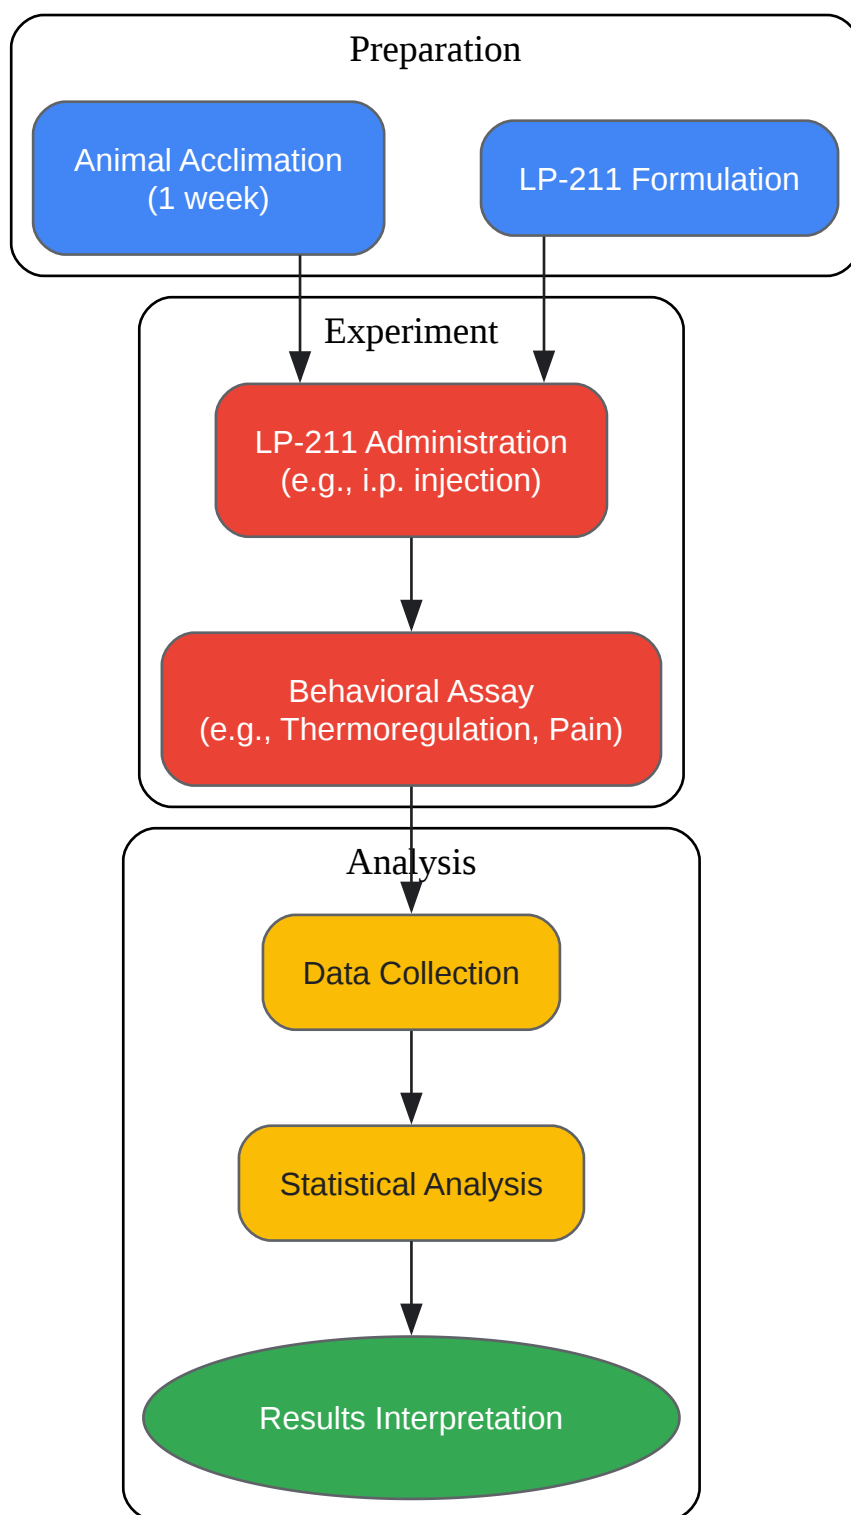 Preparation
Animal Acclimation
(1 week)
LP-211 Formulation
Experiment
LP-211 Administration
(e.g., i.p. injection)
Behavioral Assay
(e.g., Thermoregulation, Pain)
Analysis
Data Collection
Statistical Analysis
Results Interpretation